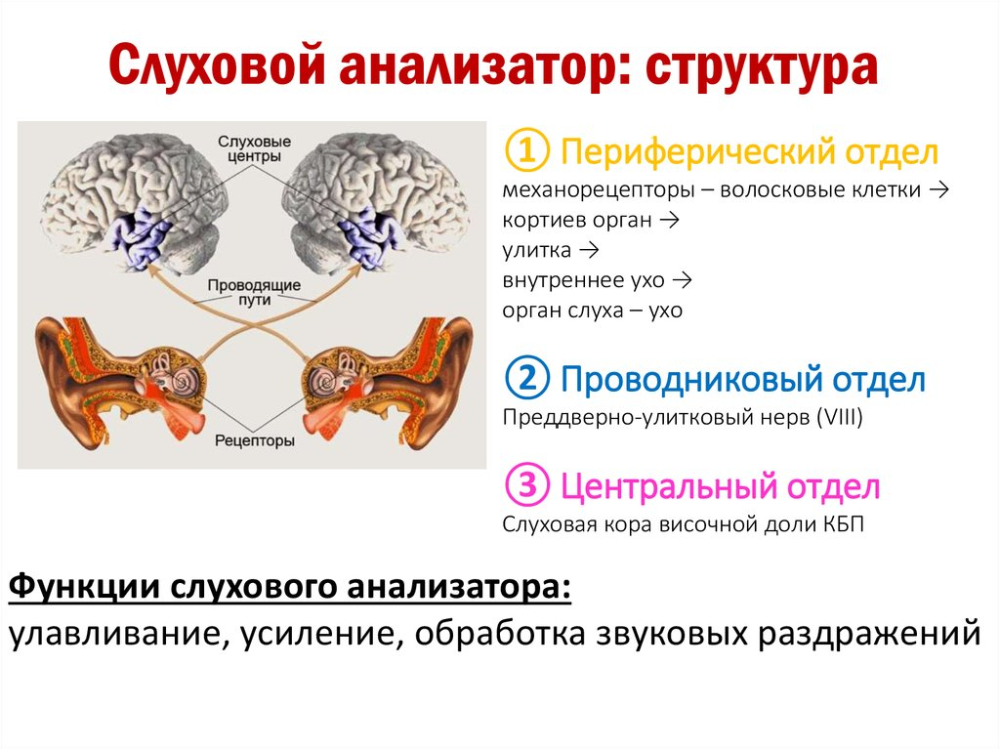 Слуховой анализатор: структура
Слуховые
центры
Проводящие
пути
Рецепторы
① Периферический отдел
механорецепторы – волосковые клетки →
кортиев орган →
улитка →
внутреннее ухо →
орган слуха – ухо
② Проводниковый отдел
Преддверно-улитковый нерв (VIII)
③ Центральный отдел
Слуховая кора височной доли КБП
Функции слухового анализатора:
улавливание, усиление, обработка звуковых раздражений